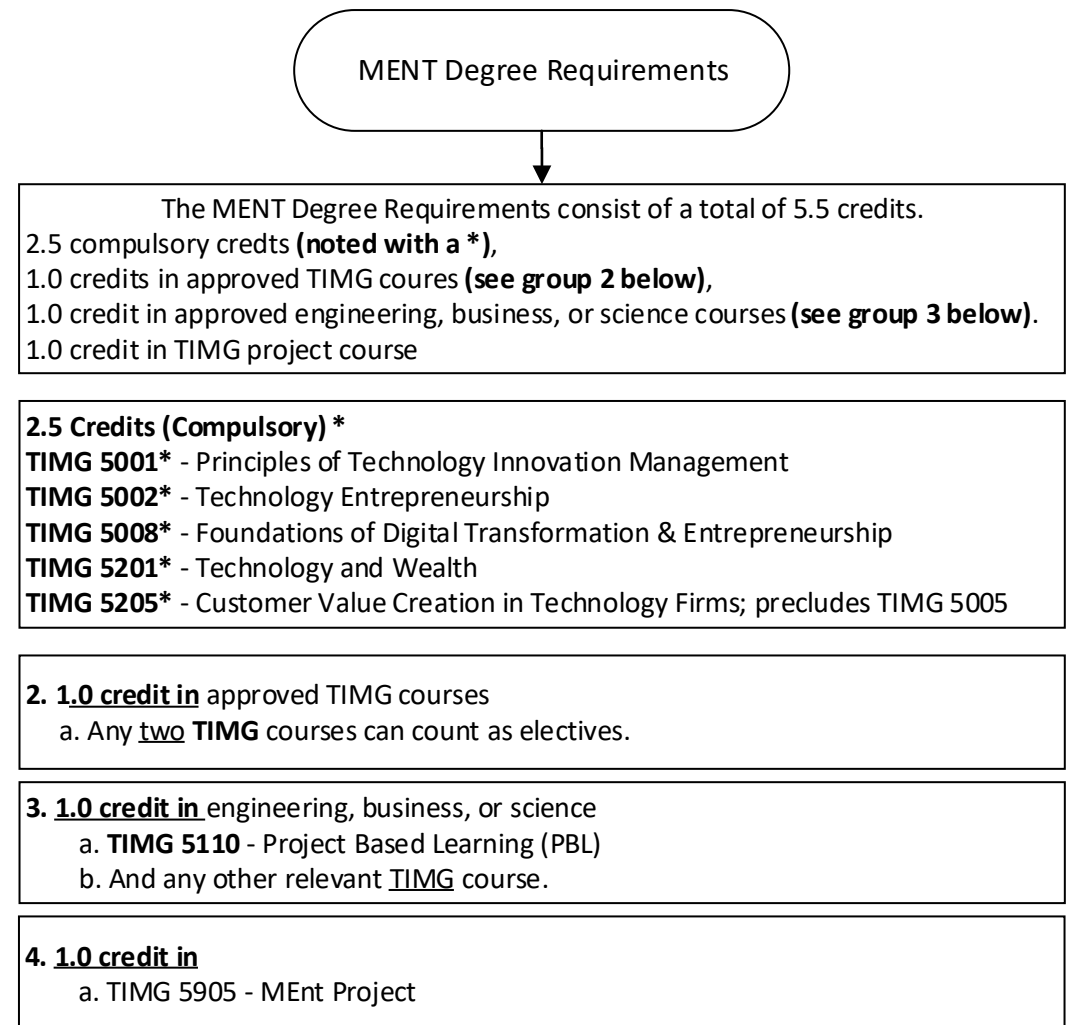 MENT Degree Requirements
The MENT Degree Requirements consist of a total of 5.5 credits.
2.5 compulsory credts (noted with a *),
1.0 credits in approved TIMG coures (see group 2 below),
1.0 credit in approved engineering, business, or science courses (see group 3 below).
1.0 credit in TIMG project course
2.5 Credits (Compulsory) *
TIMG 5001* - Principles of Technology Innovation Management
TIMG 5002* - Technology Entrepreneurship
TIMG 5008* - Foundations of Digital Transformation & Entrepreneurship
TIMG 5201* - Technology and Wealth
TIMG 5205* - Customer Value Creation in Technology Firms; precludes TIMG 5005
2. 1.0 credit in approved TIMG courses
a. Any two TIMG courses can count as electives.
3. 1.0 credit in engineering, business, or science
a. TIMG 5110 - Project Based Learning (PBL)
b. And any other relevant TIMG course.
4. 1.0 credit in
a. TIMG 5905 - MEnt Project